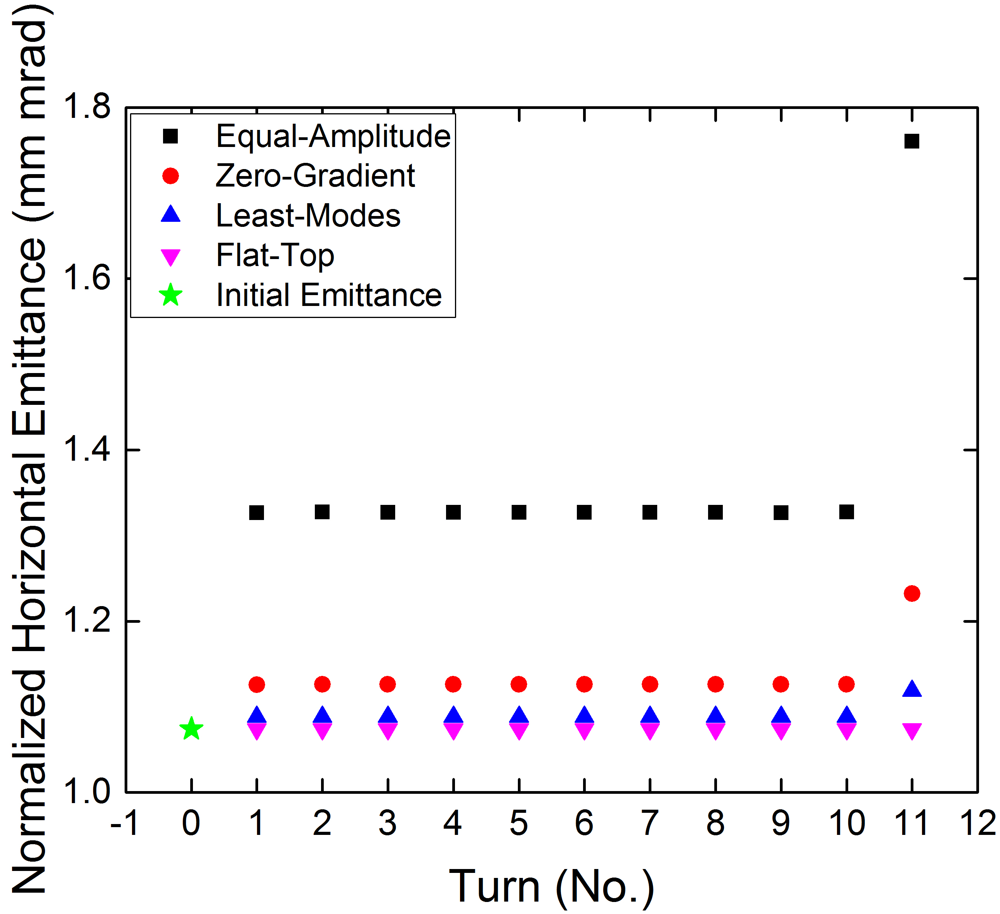 Normalized Horizontal Emittance (mm mrad)
1.8
1.6
1.4
1.2
1.0
Equal-Amplitude
Zero-Gradient
Least-Modes
Flat-Top
Initial Emittance
-1 0 1 2 3 4 5 6 7 8 9 10 11 12
Turn (No.)